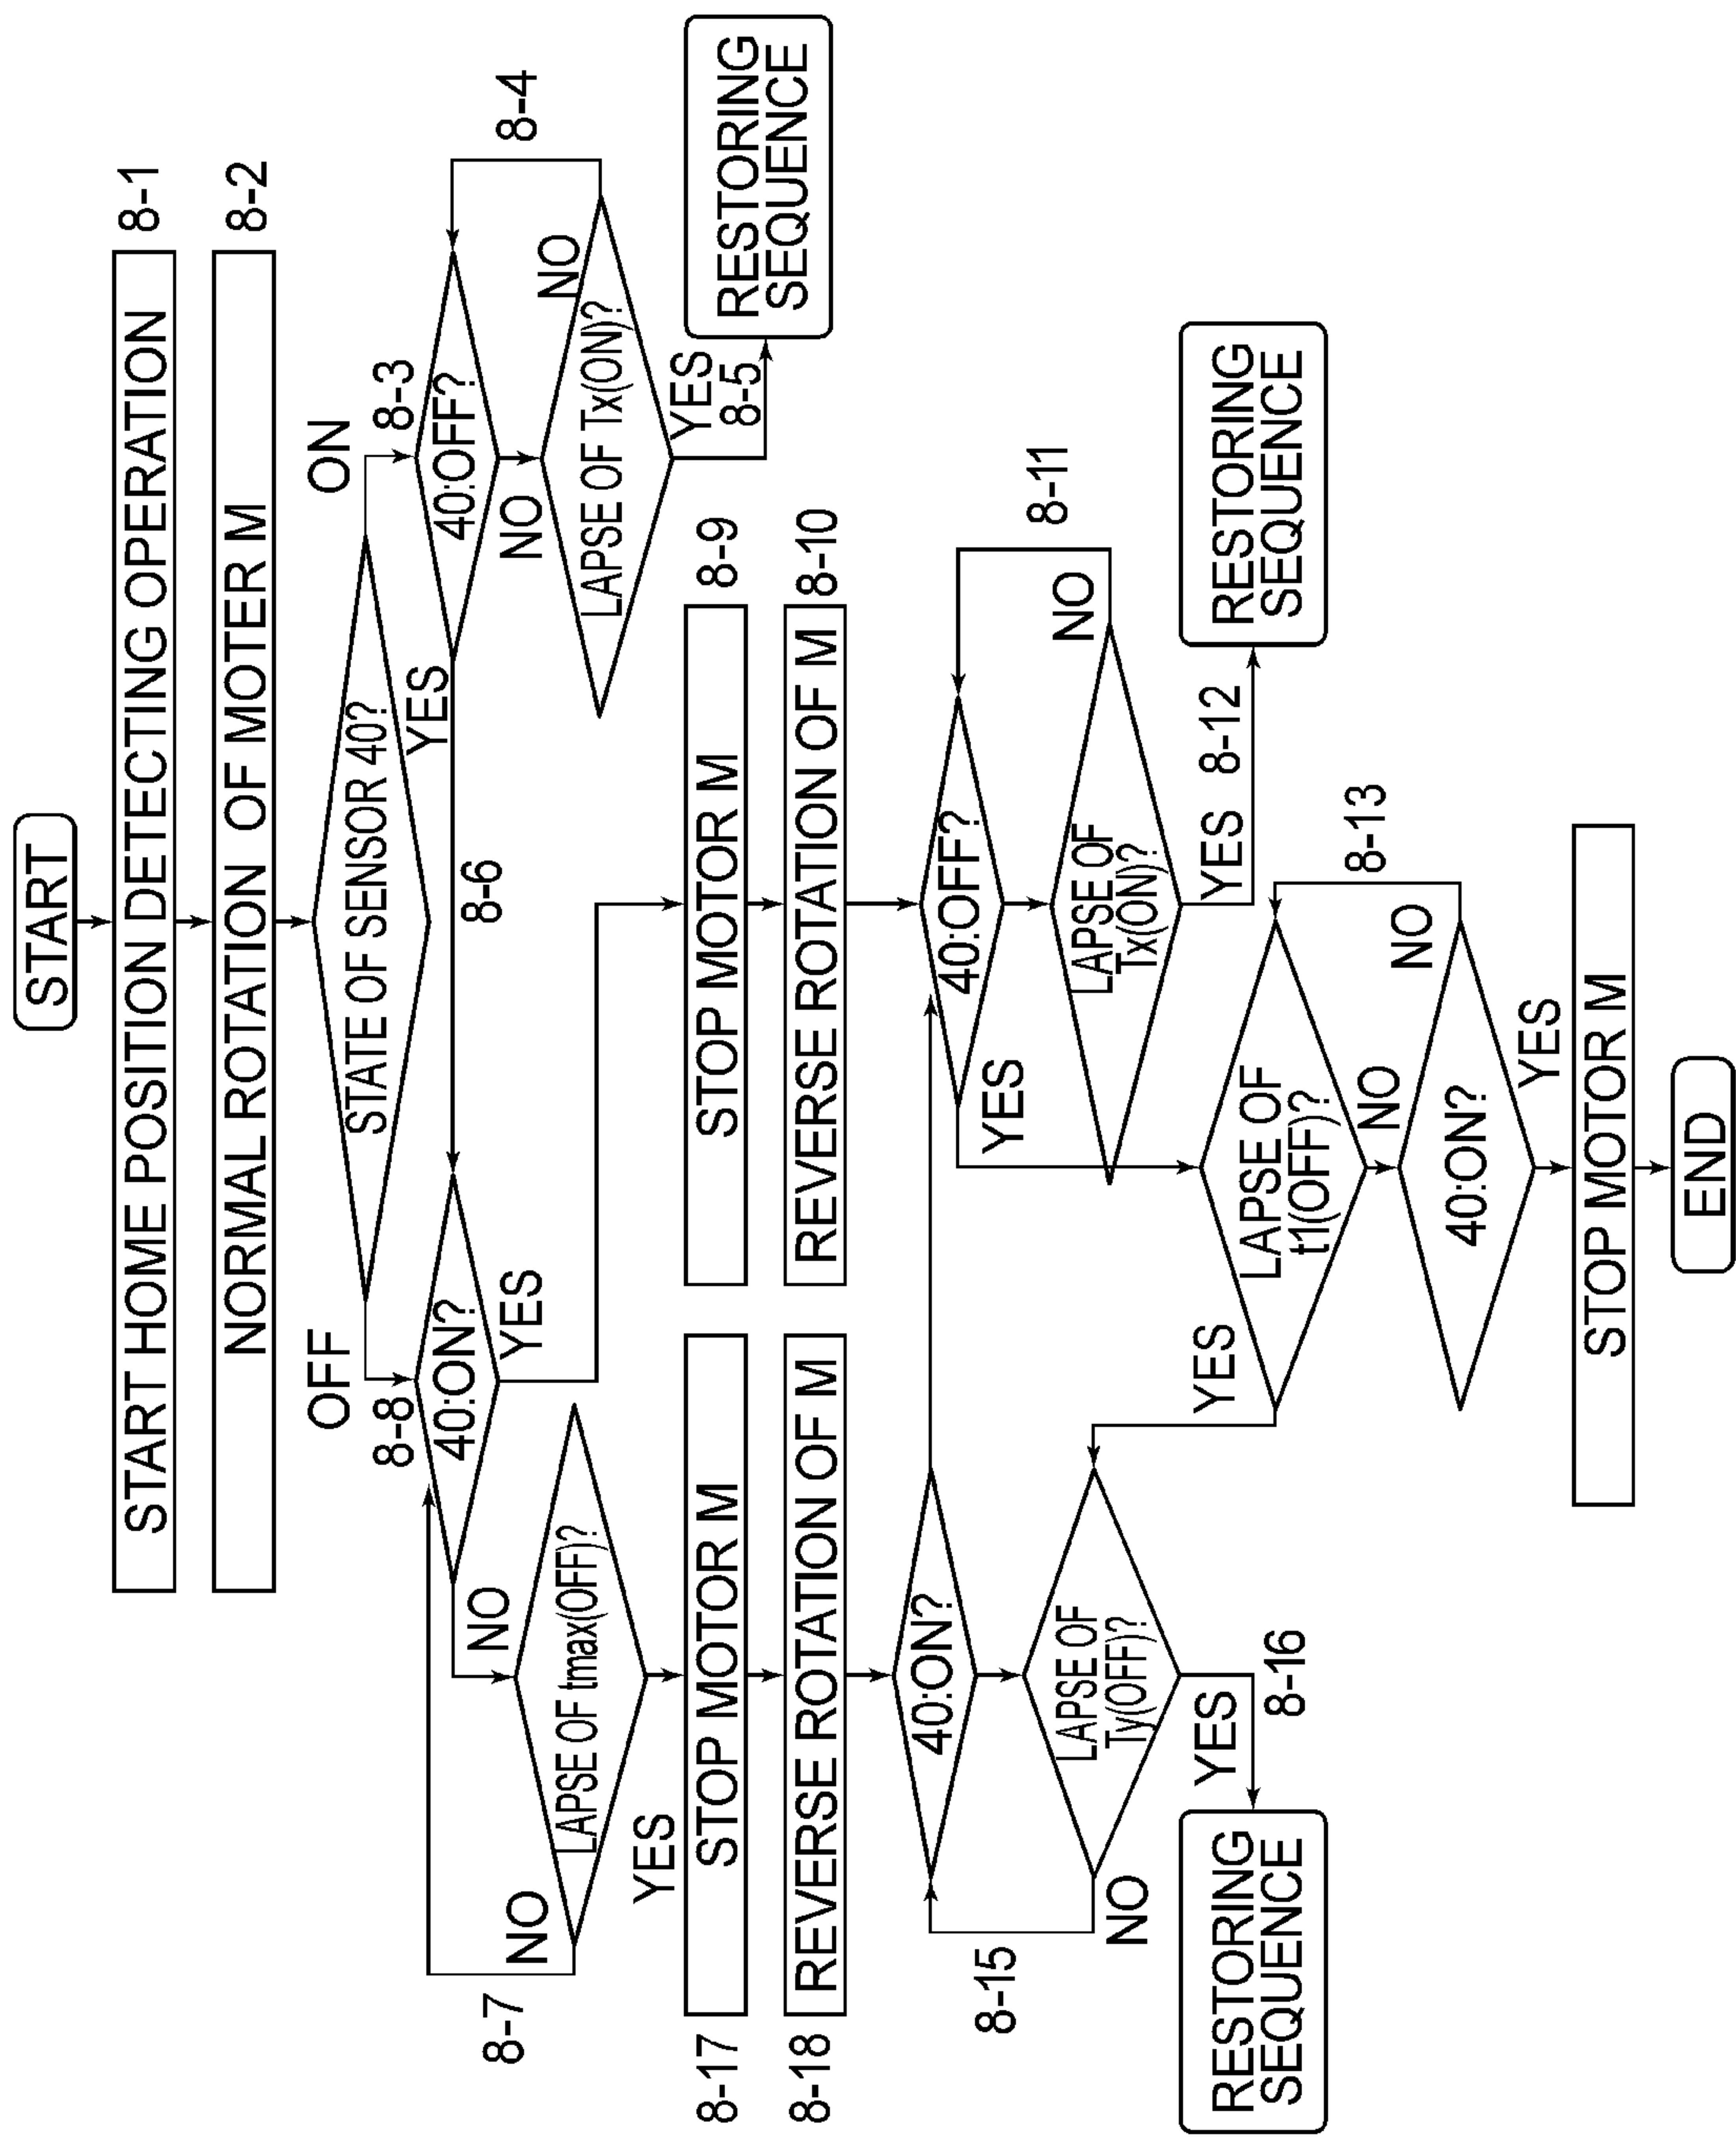 START
START HOME POSITION DETECTING OPERATION
8-1
NORMAL ROTATION OF MOTER M
8-2
STATE OF SENSOR 40?
OFF
ON
8-8
40:ON?
NO
YES
8-6
YES
8-3
40:OFF?
NO
8-4
LAPSE OF tmax(OFF)?
NO
8-7
YES
LAPSE OF Tx(ON)?
NO
YES
8-5
RESTORING
SEQUENCE
8-17
STOP MOTOR M
STOP MOTOR M
8-9
8-18
REVERSE ROTATION OF M
REVERSE ROTATION OF M
8-10
40:ON?
8-15
40:OFF?
YES
8-11
LAPSE OF
Ty(OFF)?
NO
YES
8-16
RESTORING
SEQUENCE
LAPSE OF
Tx(ON)?
NO
YES
8-12
RESTORING
SEQUENCE
LAPSE OF
t1(OFF)?
YES
NO
8-13
40:ON?
NO
YES
STOP MOTOR M
END